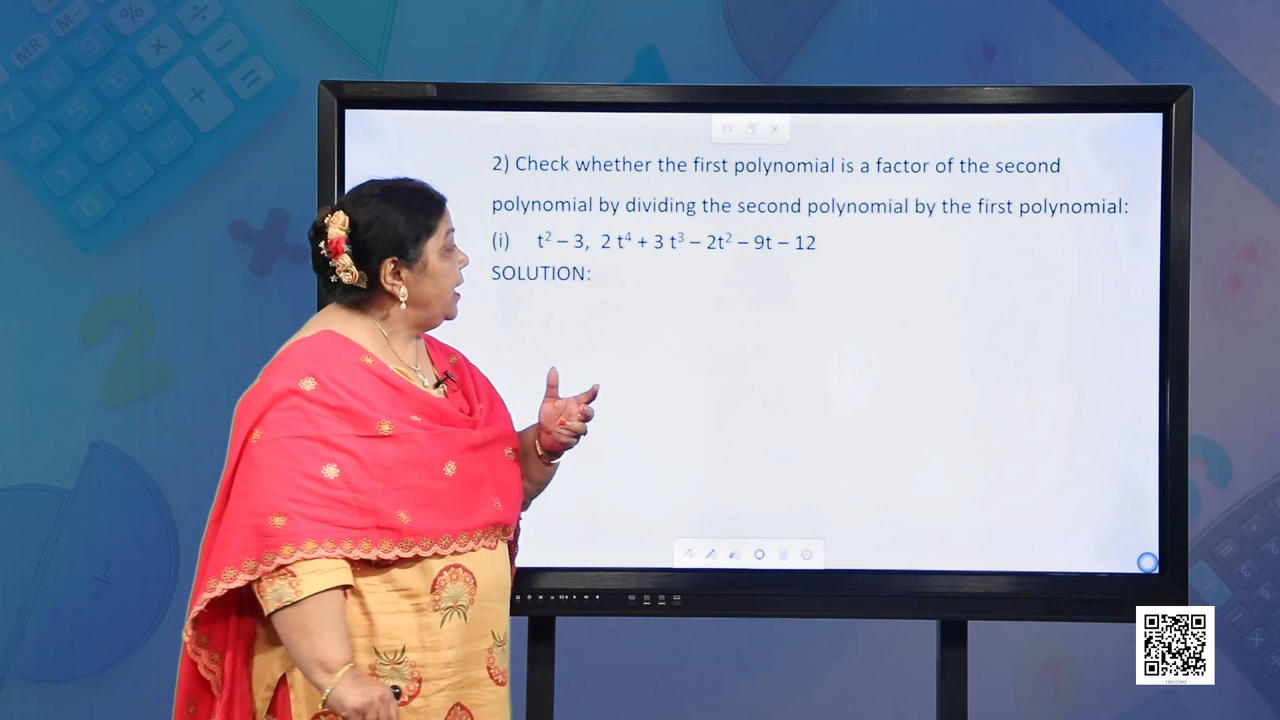 2) Check whether the first polynomial is a factor of the second
polynomial by dividing the second polynomial by the first polynomial:
(i) t² – 3, 2 t⁴ + 3 t³ – 2t² – 9t – 12
SOLUTION: